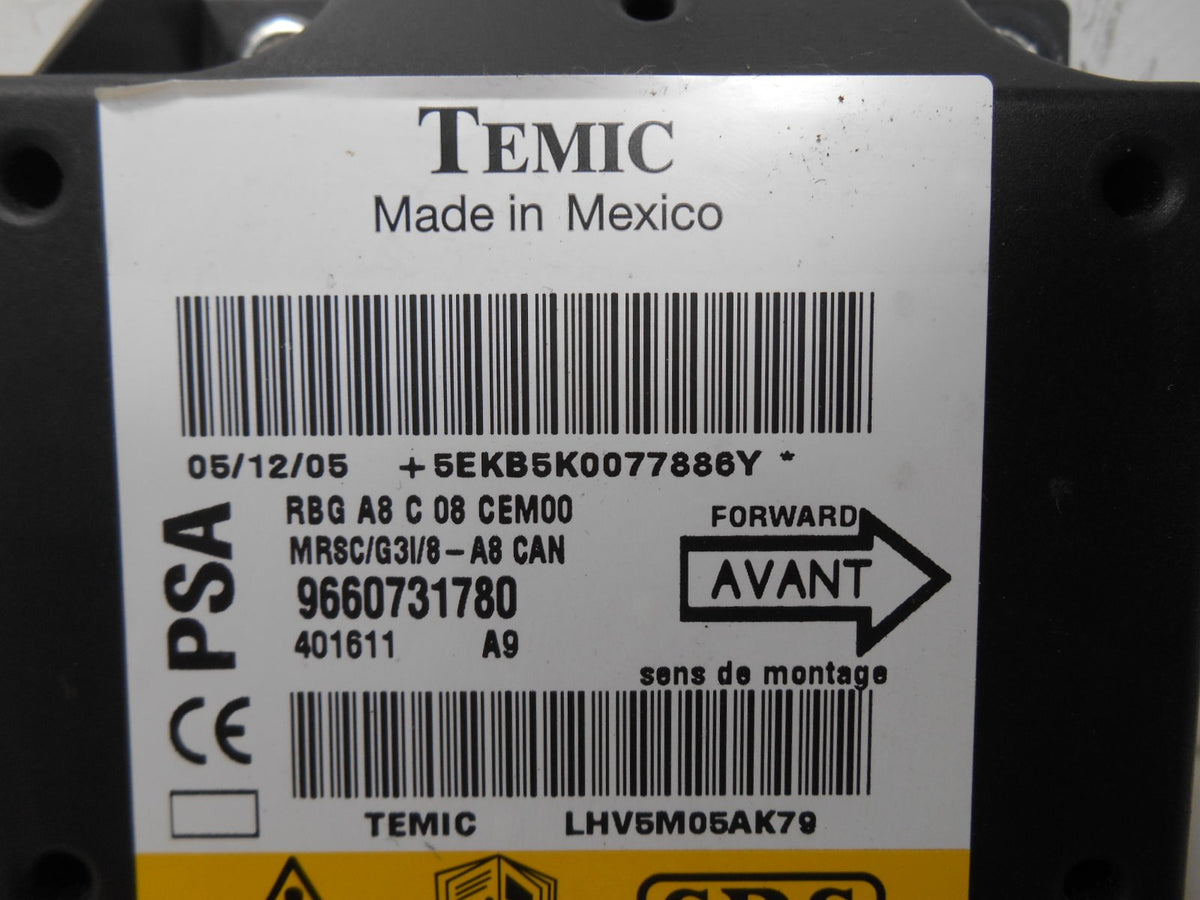 TEMIC
Made in Mexico
05/12/05 +5EKB5K0077886Y *
RBG A8 C 08 CEM00
MRSC/G3I/8-A8 CAN
9660731780
401611 A9
PSA
CE
FORWARD
AVANT
sens de montage
TEMIC LHV5M05AK79
SRS